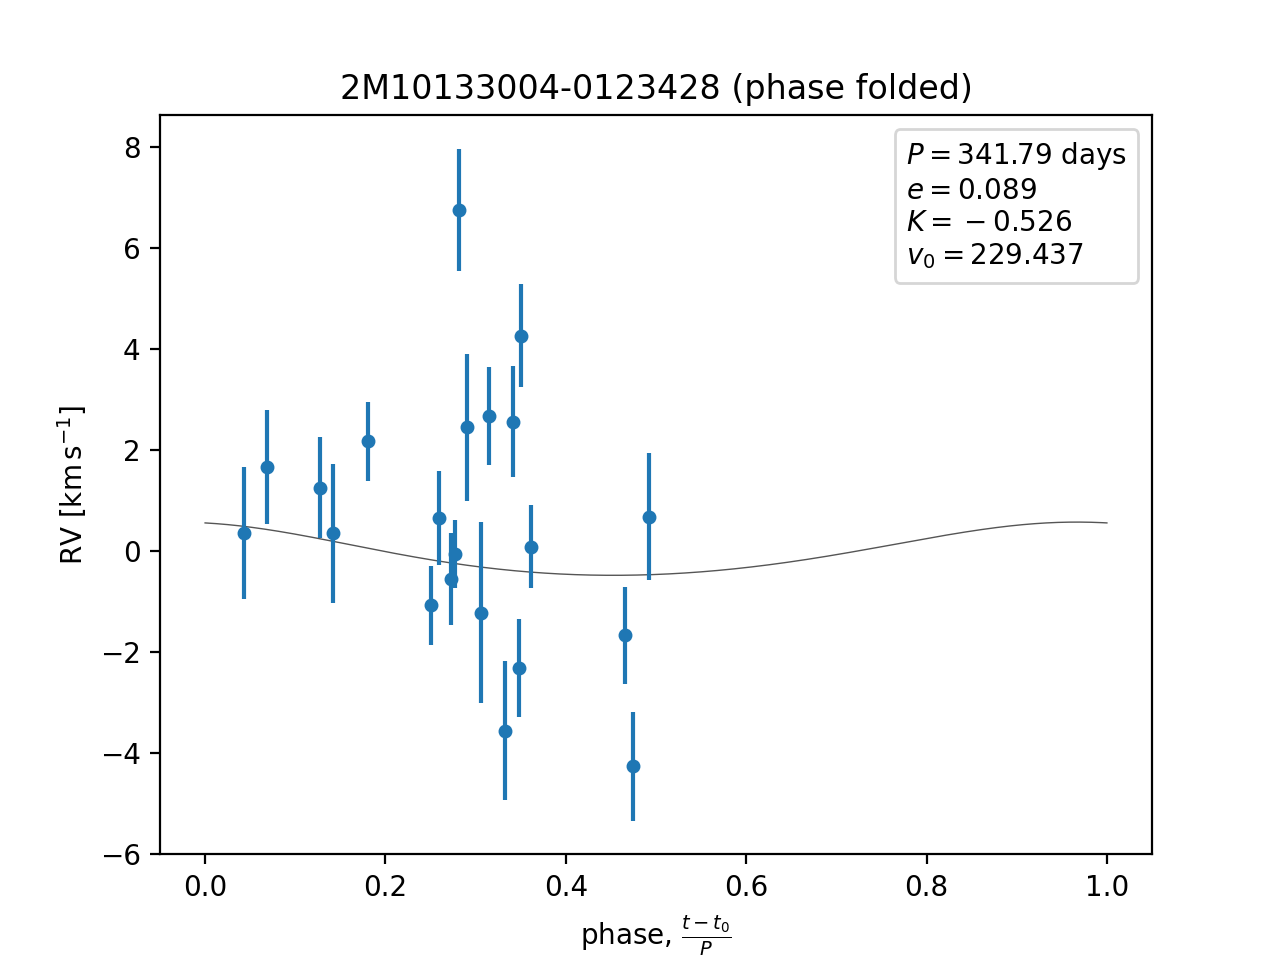 2M10133004-0123428 (phase folded)
P = 341.79 days
e = 0.089
K = −0.526
v₀ = 229.437
8
6
4
2
0
−2
−4
−6
RV [km s⁻¹]
0.0 0.2 0.4 0.6 0.8 1.0
phase, (t − t₀)/P